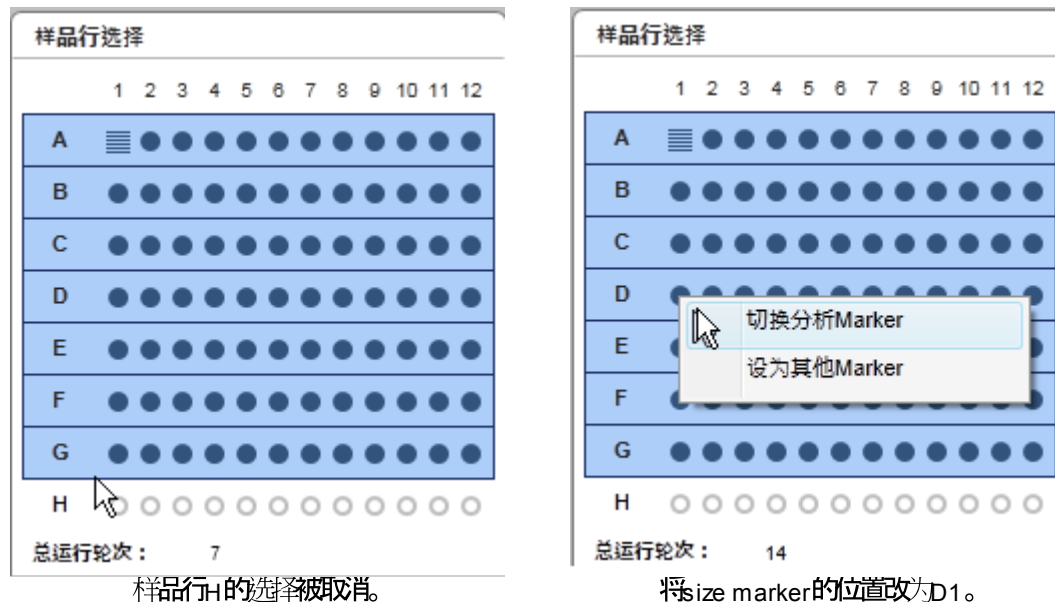 样品行选择
1 2 3 4 5 6 7 8 9 10 11 12
A
B
C
D
E
F
G
H
总运行轮次： 7
样品行H的选择被取消。
样品行选择
1 2 3 4 5 6 7 8 9 10 11 12
A
B
C
D
切换分析Marker
E
设为其他Marker
F
G
H
总运行轮次： 14
将size marker的位置改为D1。